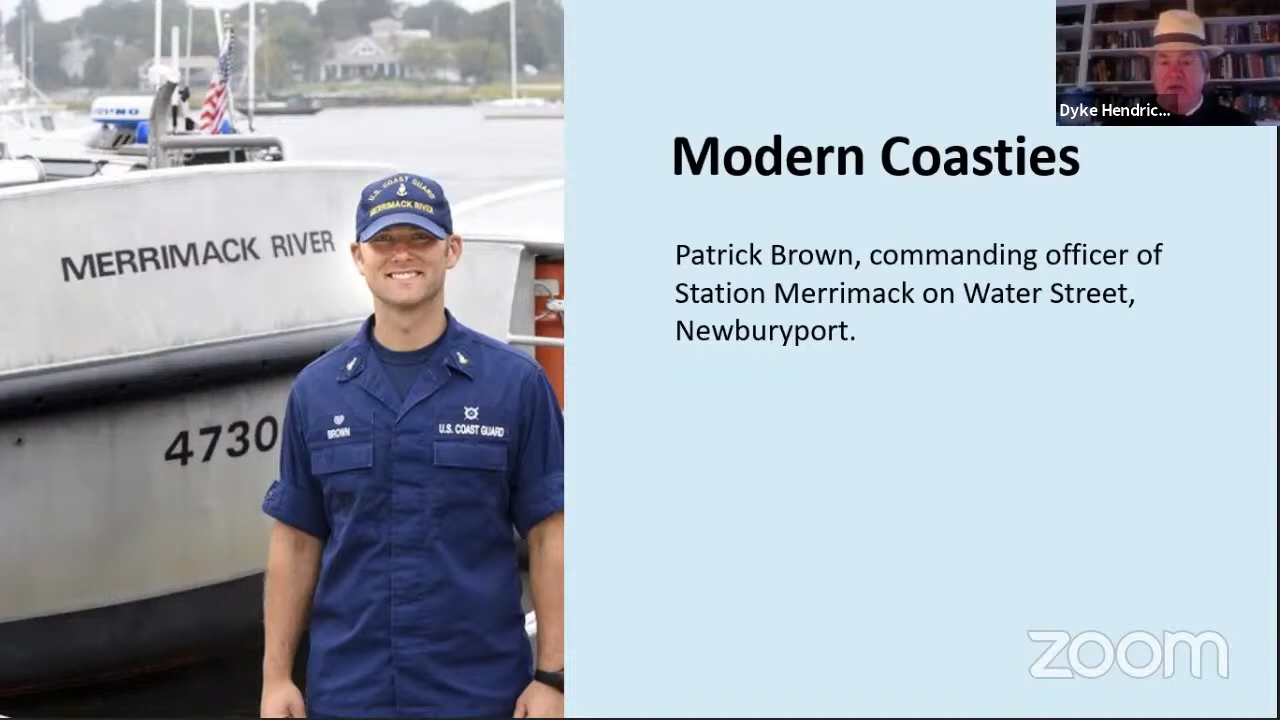 Dyke Hendric...
Modern Coasties
Patrick Brown, commanding officer of
Station Merrimack on Water Street,
Newburyport.
U.S. COAST GUARD
MERRIMACK RIVER
MERRIMACK RIVER
4730
BROWN
U.S. COAST GUARD
zoom